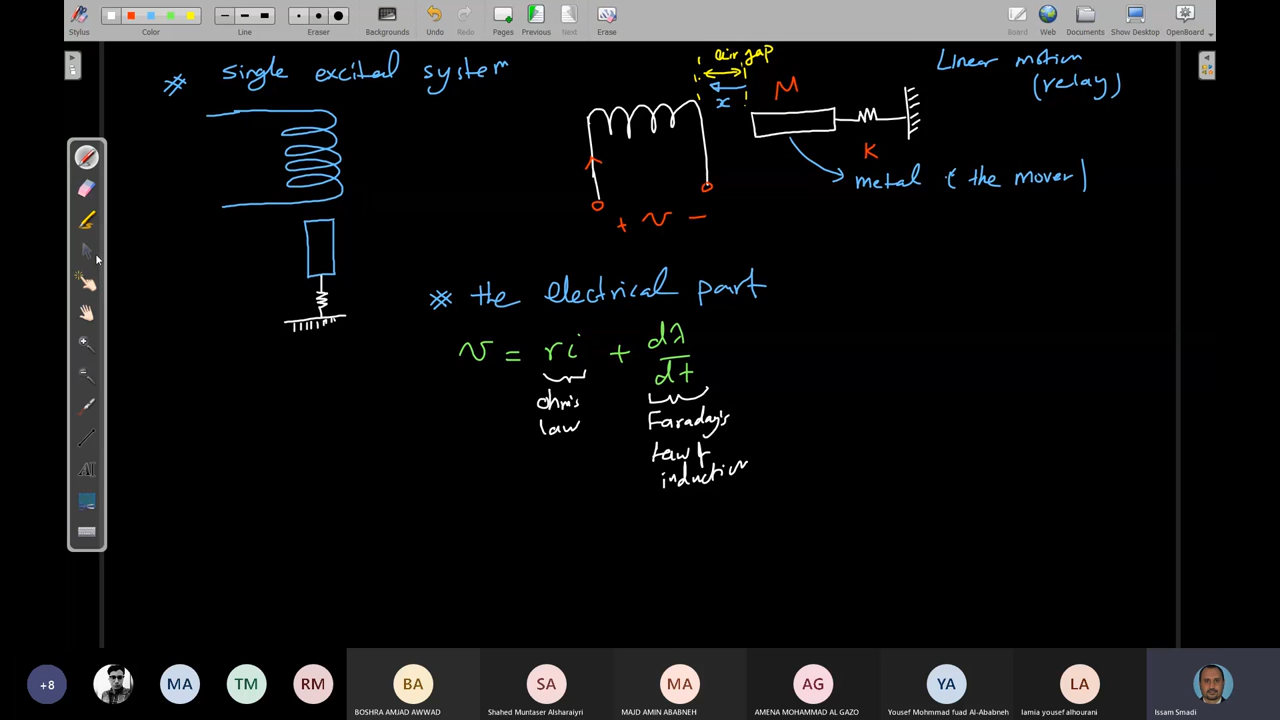 Stylus Color Line Eraser Backgrounds Undo Redo Pages Previous Next Erase Board Web Documents Show Desktop OpenBoard
* single excited system
air gap
Linear motion
(relay)
x
M
K
metal (the mover)
+ v -
* the electrical part
v = ri + dλ/dt
ohm's
law
Faraday's
law of
induction
+8
MA
TM
RM
BA
BOSHRA AMJAD AWWAD
SA
Shahed Muntaser Alsharaiyri
MA
MAJD AMIN ABABNEH
AG
AMENA MOHAMMAD AL GAZO
YA
Yousef Mohmmad fuad Al-Ababneh
LA
lamia yousef alhourani
Issam Smadi